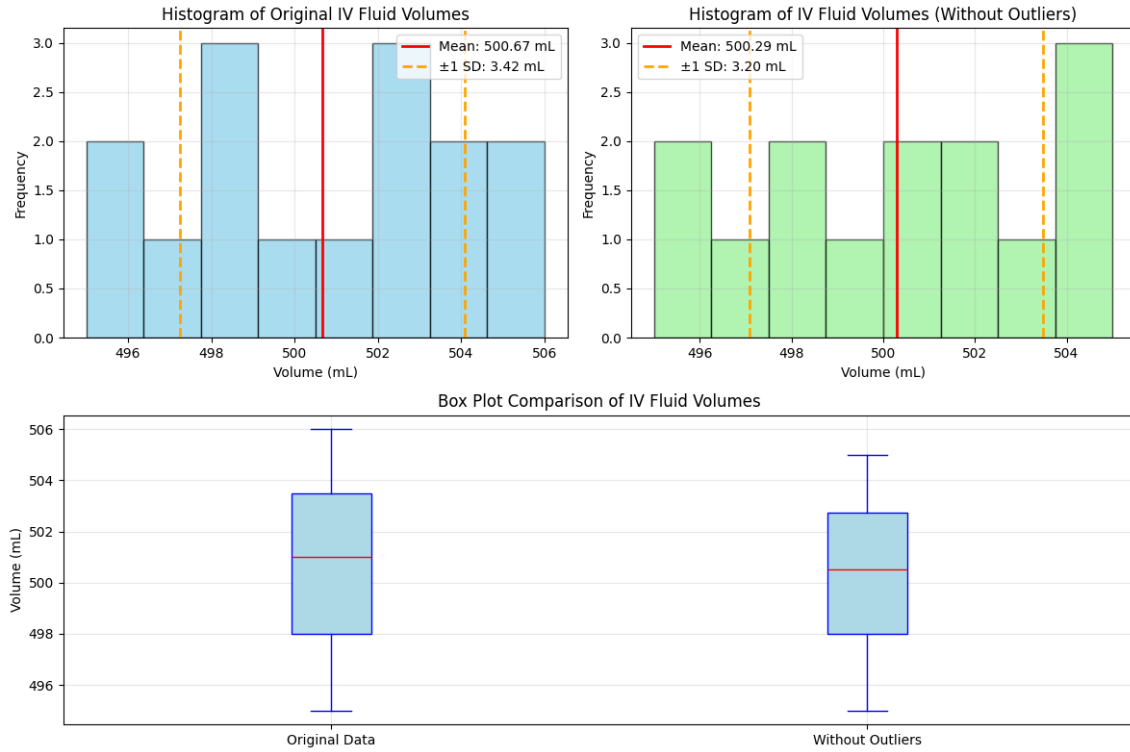 Histogram of Original IV Fluid Volumes
3.0
2.5
2.0
1.5
1.0
0.5
0.0
Frequency
Mean: 500.67 mL
±1 SD: 3.42 mL
496
498
500
502
504
506
Volume (mL)
Histogram of IV Fluid Volumes (Without Outliers)
3.0
2.5
2.0
1.5
1.0
0.5
0.0
Frequency
Mean: 500.29 mL
±1 SD: 3.20 mL
496
498
500
502
504
Volume (mL)
Box Plot Comparison of IV Fluid Volumes
506
504
502
500
498
496
Volume (mL)
Original Data
Without Outliers